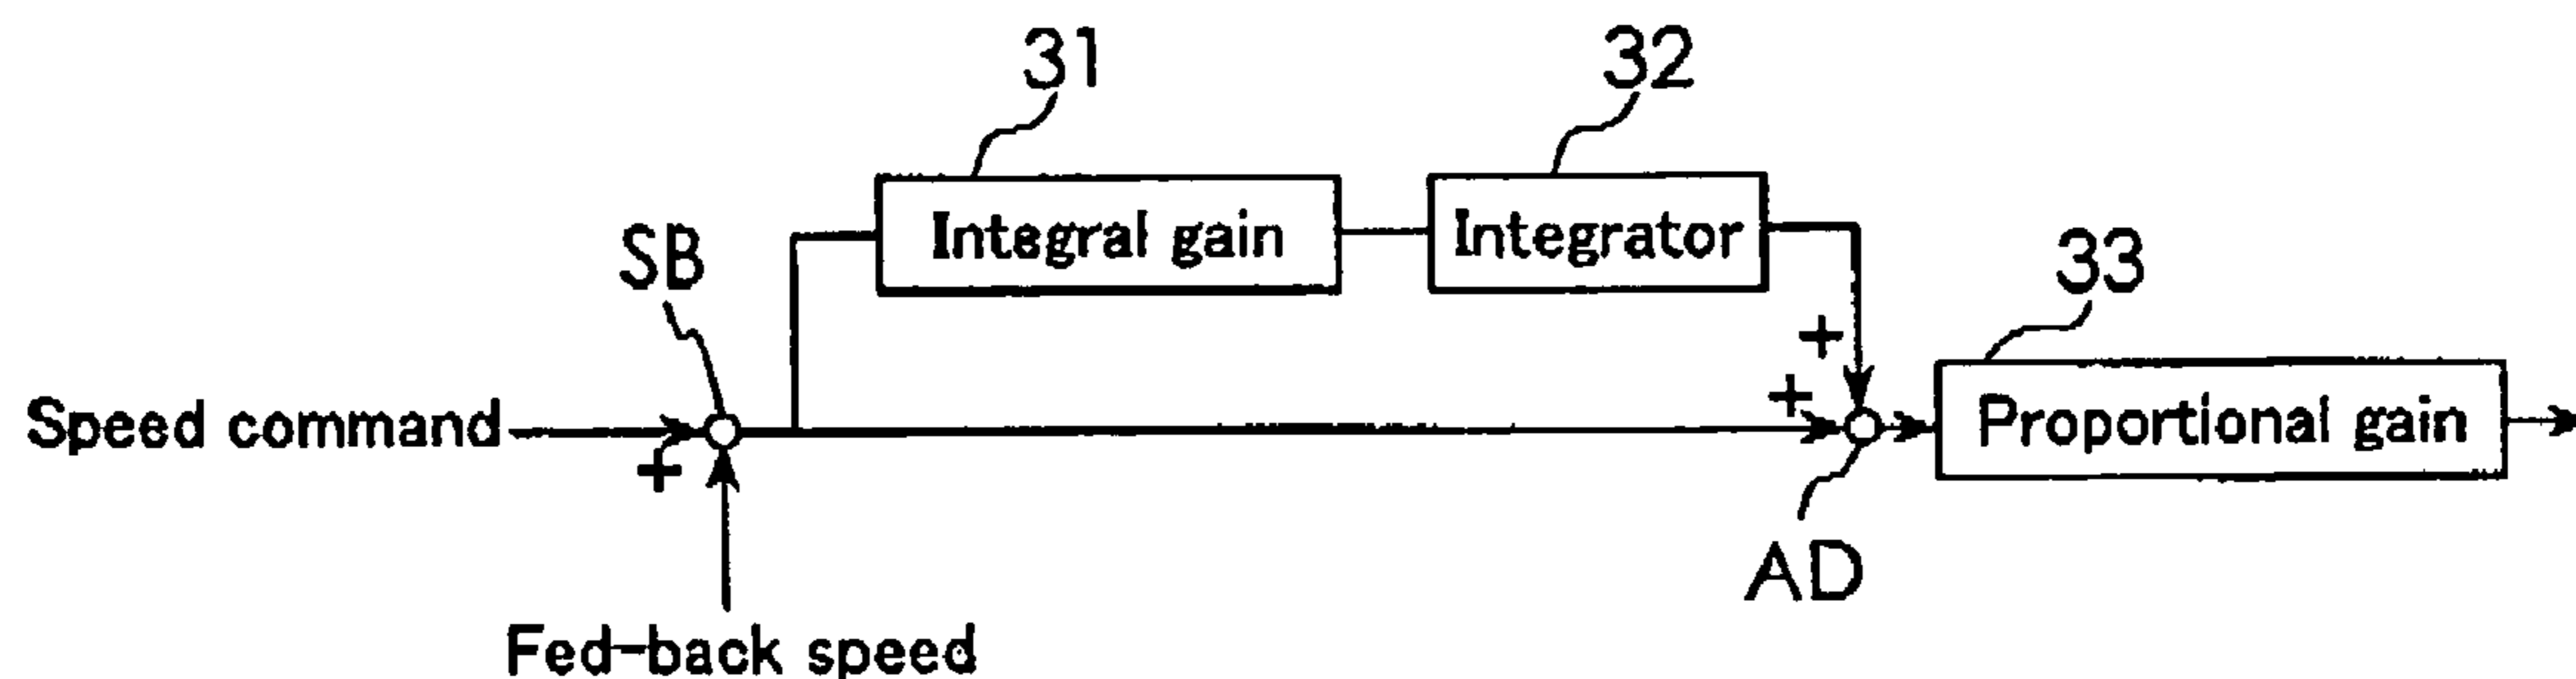 31
32
Integral gain
Integrator
SB
33
+
+
Speed command
Proportional gain
+
AD
Fed-back speed